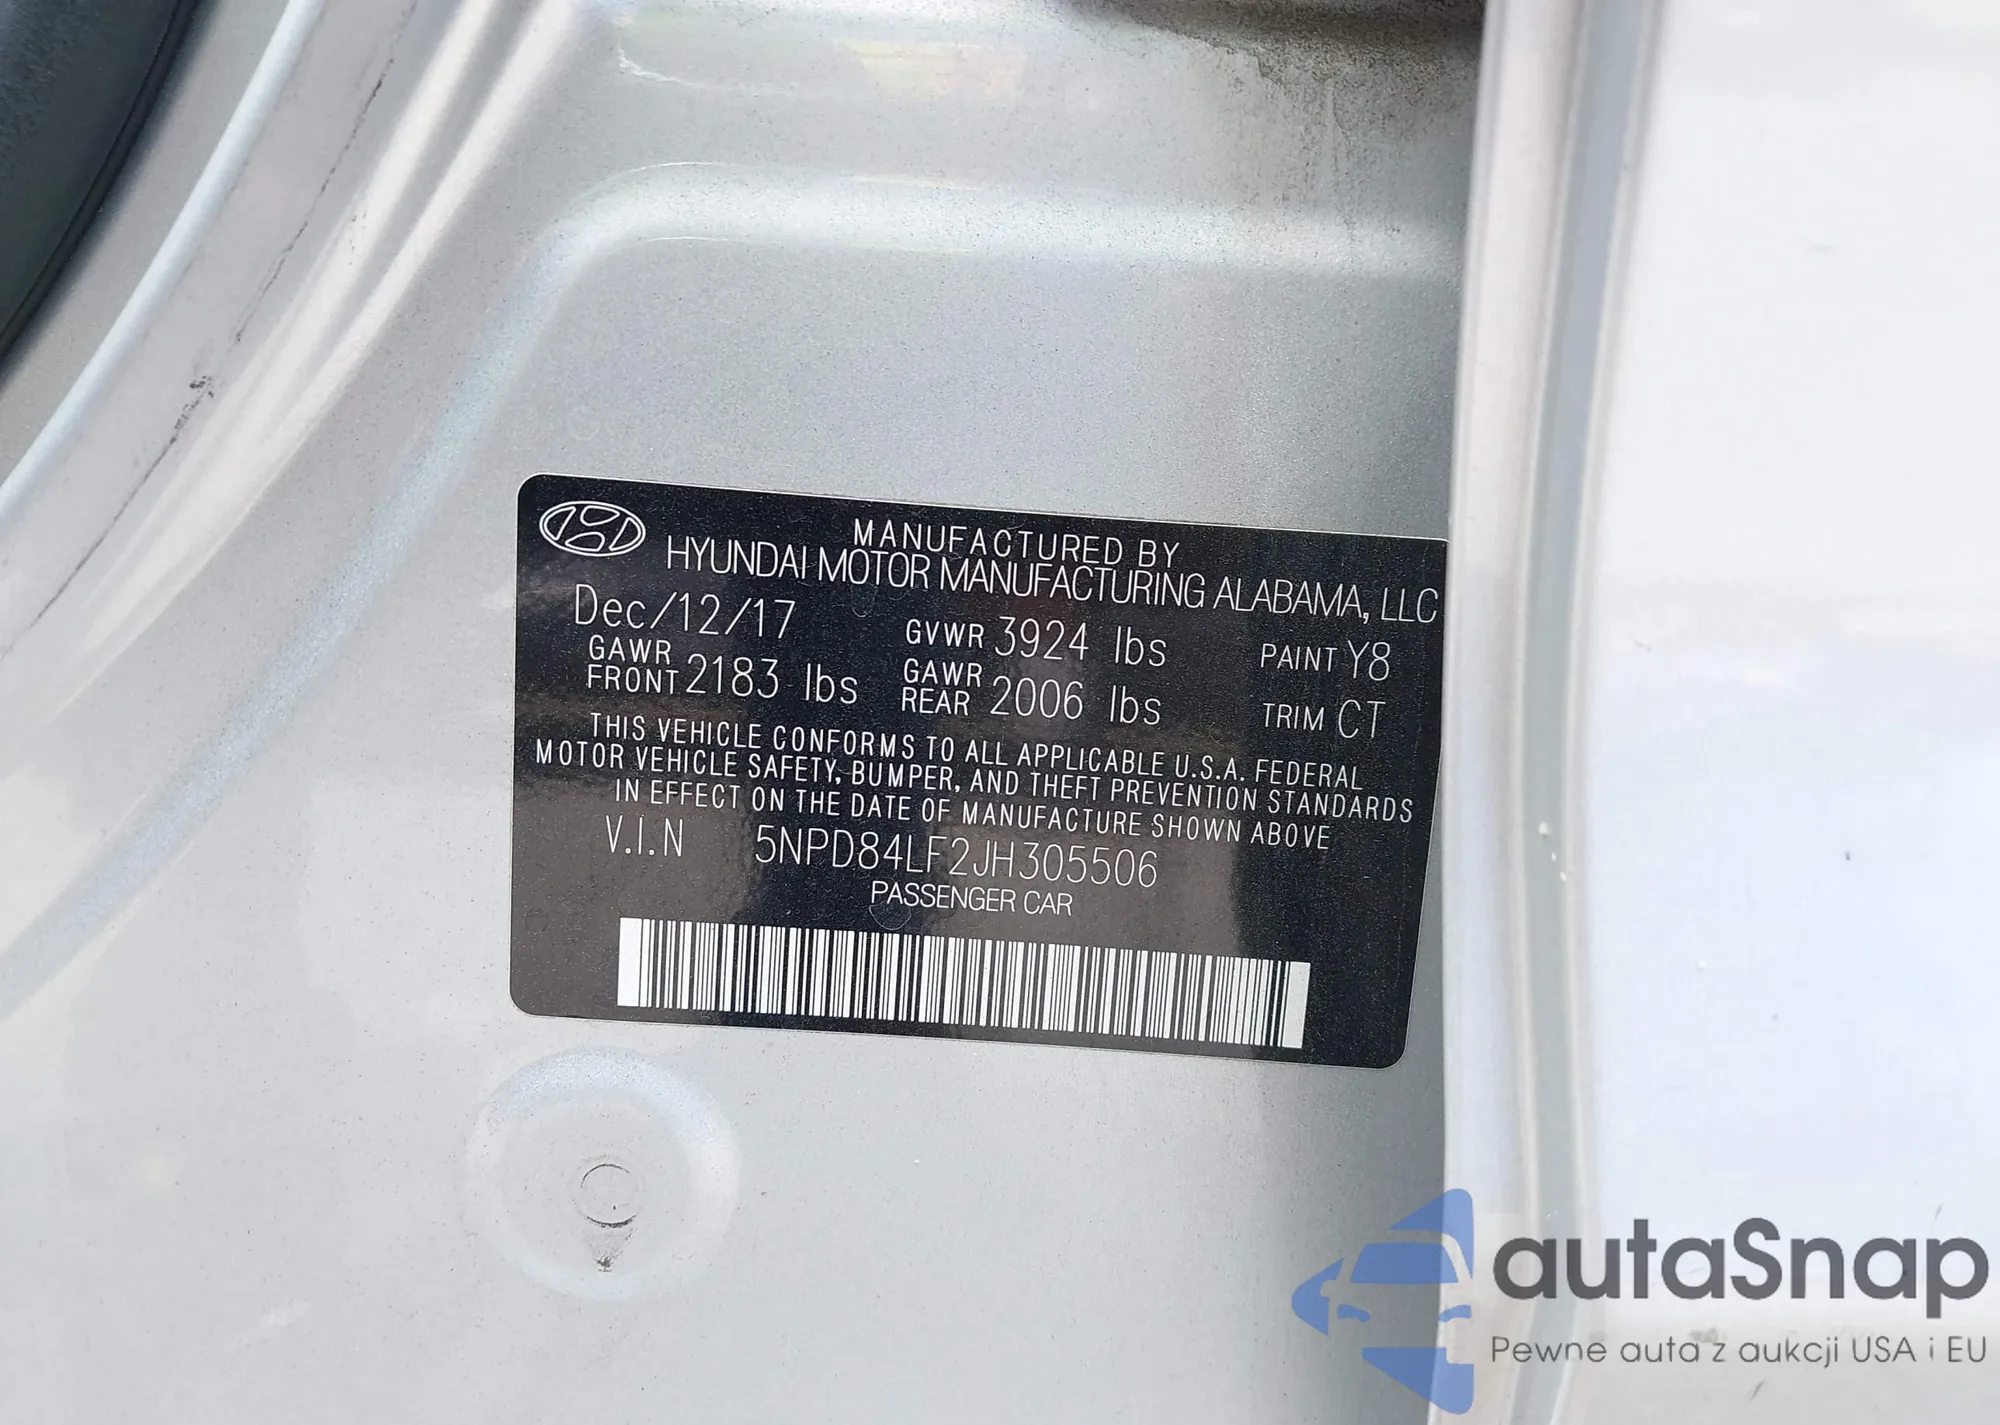 MANUFACTURED BY
HYUNDAI MOTOR MANUFACTURING ALABAMA, LLC
Dec/12/17 GVWR 3924 lbs PAINT Y8
GAWR FRONT 2183 lbs GAWR REAR 2006 lbs TRIM CT
THIS VEHICLE CONFORMS TO ALL APPLICABLE U.S.A. FEDERAL
MOTOR VEHICLE SAFETY, BUMPER, AND THEFT PREVENTION STANDARDS
IN EFFECT ON THE DATE OF MANUFACTURE SHOWN ABOVE
V.I.N 5NPD84LF2JH305506
PASSENGER CAR
autaSnap
Pewne auta z aukcji USA i EU